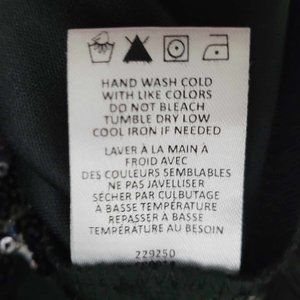 HAND WASH COLD
WITH LIKE COLORS
DO NOT BLEACH
TUMBLE DRY LOW
COOL IRON IF NEEDED
LAVER À LA MAIN À
FROID AVEC
DES COULEURS SEMBLABLES
NE PAS JAVELLISER
SÉCHER PAR CULBUTAGE
A BASSE TEMPÉRATURE
REPASSER A BASSE
TEMPÉRATURE AU BESOIN
229250